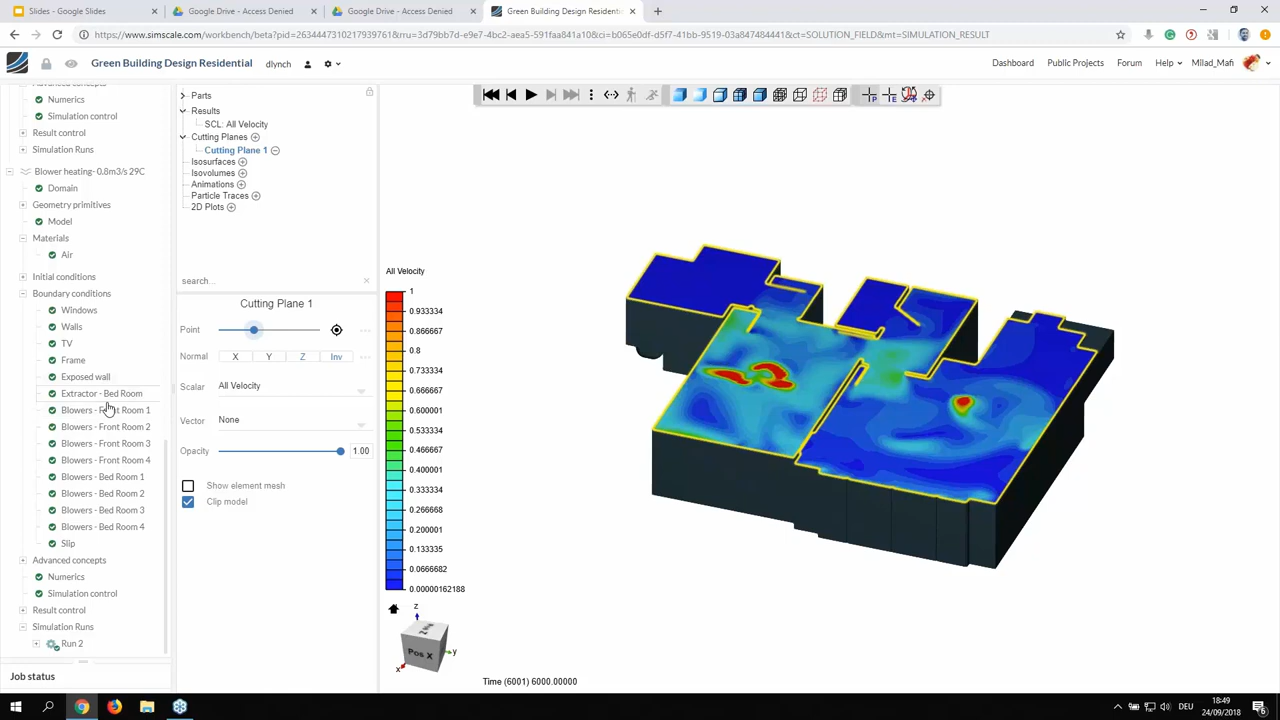 Slides - Google Slides
Google Drive - Access Denied
Google Drive - Access Denied
Green Building Design Residential
https://www.simscale.com/workbench/beta?pid=2634447310217939761&rru=3d79bb7d-e9e7-4bc2-aea5-591faa841a10&ci=b065e0df-d5f7-41bb-9519-03a847484441&ct=SOLUTION_FIELD&mt=SIMULATION_RESULT
Green Building Design Residential
dlynch
Dashboard
Public Projects
Forum
Help
Milad_Mafi
Advanced concepts
Numerics
Simulation control
Result control
Simulation Runs
Blower heating- 0.8m3/s 29C
Domain
Geometry primitives
Model
Materials
Air
Initial conditions
Boundary conditions
Windows
Walls
TV
Frame
Exposed wall
Extractor - Bed Room
Blowers - Front Room 1
Blowers - Front Room 2
Blowers - Front Room 3
Blowers - Front Room 4
Blowers - Bed Room 1
Blowers - Bed Room 2
Blowers - Bed Room 3
Blowers - Bed Room 4
Slip
Advanced concepts
Numerics
Simulation control
Result control
Simulation Runs
Run 2
Job status
Parts
Results
SCL: All Velocity
Cutting Planes
Cutting Plane 1
Isosurfaces
Isovolumes
Animations
Particle Traces
2D Plots
search...
Cutting Plane 1
Point
Normal X Y Z Inv
Scalar All Velocity
Vector None
Opacity 1.00
Show element mesh
Clip model
All Velocity
1
0.933334
0.866667
0.8
0.733334
0.666667
0.600001
0.533334
0.466667
0.400001
0.333334
0.266668
0.200001
0.133335
0.0666682
0.00000162188
z
Pos X
y
x
Time (6001) 6000.00000
DEU
18:49
24/09/2018